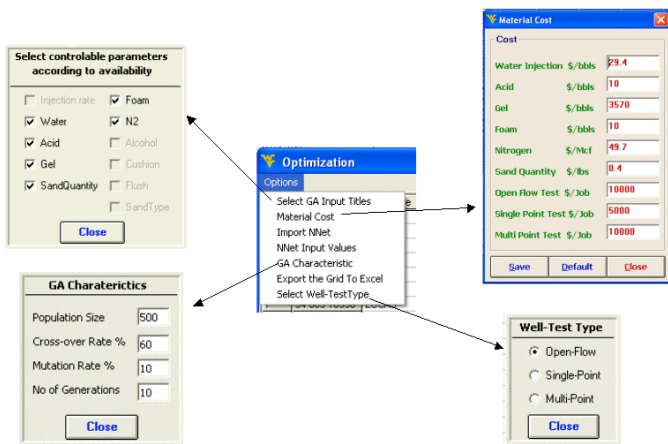 Select controlable parameters
according to availability
Injection rate
Foam
Water
N2
Acid
Alcohol
Gel
Cushion
SandQuantity
Flush
SandType
Close
Optimization
Options
Select GA Input Titles
Material Cost
Import NNet
NNet Input Values
GA Characteristic
Export the Grid To Excel
Select Well-TestType
Material Cost
Cost
Water Injection $/bbls 29.4
Acid $/bbls 10
Gel $/bbls 3570
Foam $/bbls 10
Nitrogen $/Mcf 49.7
Sand Quantity $/lbs 0.4
Open Flow Test $/Job 10000
Single Point Test $/Job 5000
Multi Point Test $/Job 10000
Save Default Close
GA Charaterictics
Population Size 500
Cross-over Rate % 60
Mutation Rate % 10
No of Generations 10
Close
Well-Test Type
Open-Flow
Single-Point
Multi-Point
Close